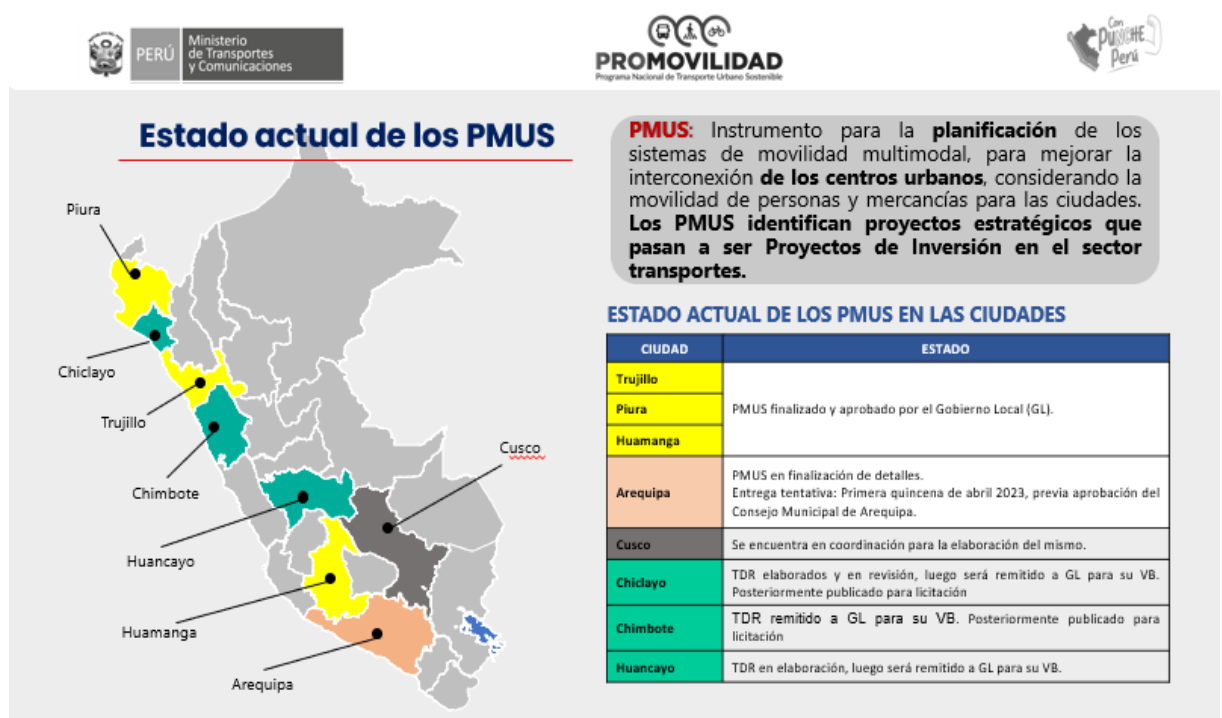 PERÚ
Ministerio
de Transportes
y Comunicaciones
PROMOVILIDAD
Programa Nacional de Transporte Urbano Sostenible
Con
PUNCHE
Perú
Estado actual de los PMUS
PMUS: Instrumento para la planificación de los
sistemas de movilidad multimodal, para mejorar la
interconexión de los centros urbanos, considerando la
movilidad de personas y mercancías para las ciudades.
Los PMUS identifican proyectos estratégicos que
pasan a ser Proyectos de Inversión en el sector
transportes.
Piura
Chiclayo
Trujillo
Chimbote
Cusco
Huancayo
Huamanga
Arequipa
ESTADO ACTUAL DE LOS PMUS EN LAS CIUDADES
CIUDAD ESTADO
Trujillo
Piura PMUS finalizado y aprobado por el Gobierno Local (GL).
Huamanga
Arequipa
PMUS en finalización de detalles.
Entrega tentativa: Primera quincena de abril 2023, previa aprobación del
Consejo Municipal de Arequipa.
Cusco Se encuentra en coordinación para la elaboración del mismo.
Chiclayo
TDR elaborados y en revisión, luego será remitido a GL para su VB.
Posteriormente publicado para licitación
Chimbote
TDR remitido a GL para su VB. Posteriormente publicado para
licitación
Huancayo TDR en elaboración, luego será remitido a GL para su VB.